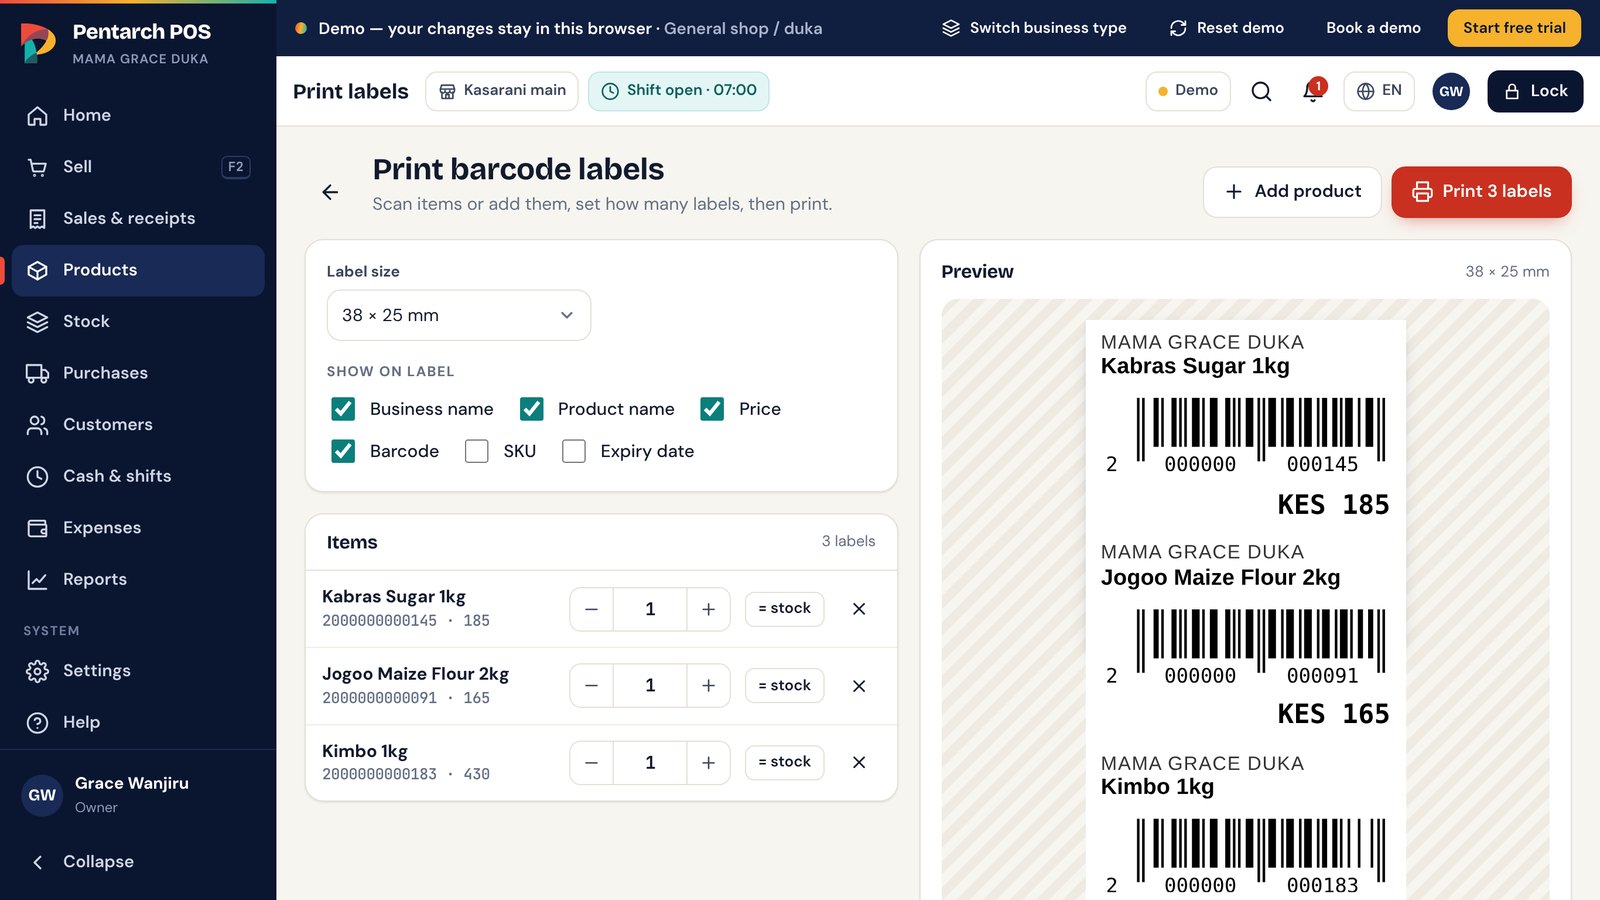 Pentarch POS
MAMA GRACE DUKA
Home
Sell F2
Sales & receipts
Products
Stock
Purchases
Customers
Cash & shifts
Expenses
Reports
SYSTEM
Settings
Help
GW Grace Wanjiru
Owner
Collapse
Demo — your changes stay in this browser · General shop / duka
Switch business type
Reset demo
Book a demo
Start free trial
Print labels
Kasarani main
Shift open · 07:00
Demo
1
EN
GW
Lock
Print barcode labels
Scan items or add them, set how many labels, then print.
Add product
Print 3 labels
Label size
38 × 25 mm
SHOW ON LABEL
Business name Product name Price
Barcode SKU Expiry date
Items 3 labels
Kabras Sugar 1kg
2000000000145 · 185
1 = stock
Jogoo Maize Flour 2kg
2000000000091 · 165
1 = stock
Kimbo 1kg
2000000000183 · 430
1 = stock
Preview 38 × 25 mm
MAMA GRACE DUKA
Kabras Sugar 1kg
2 000000 000145
KES 185
MAMA GRACE DUKA
Jogoo Maize Flour 2kg
2 000000 000091
KES 165
MAMA GRACE DUKA
Kimbo 1kg
2 000000 000183